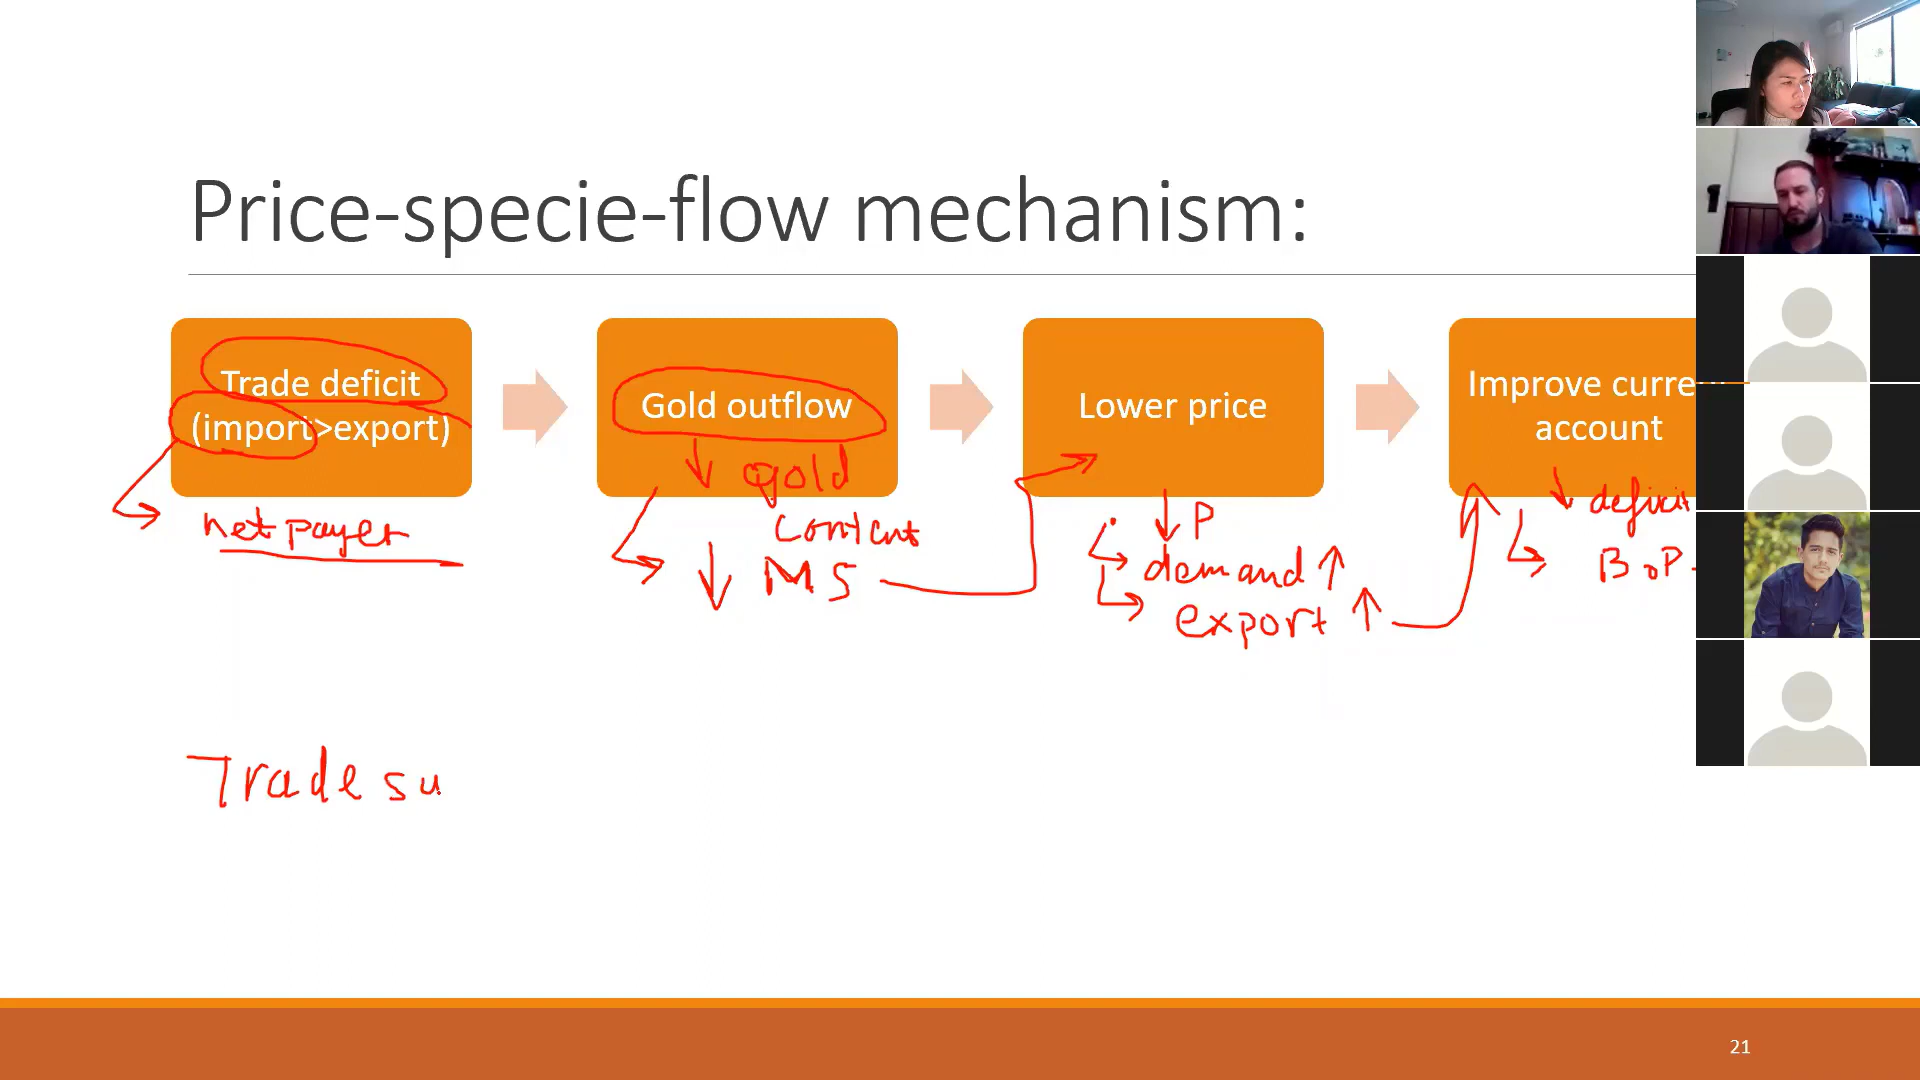 Price-specie-flow mechanism:
Trade deficit
(import>export)
net payer
Gold outflow
↓ gold
content
↓ MS
Lower price
↓ P
demand ↑
export ↑
Improve curre
account
↓ deficit
BOP
Trade su
21